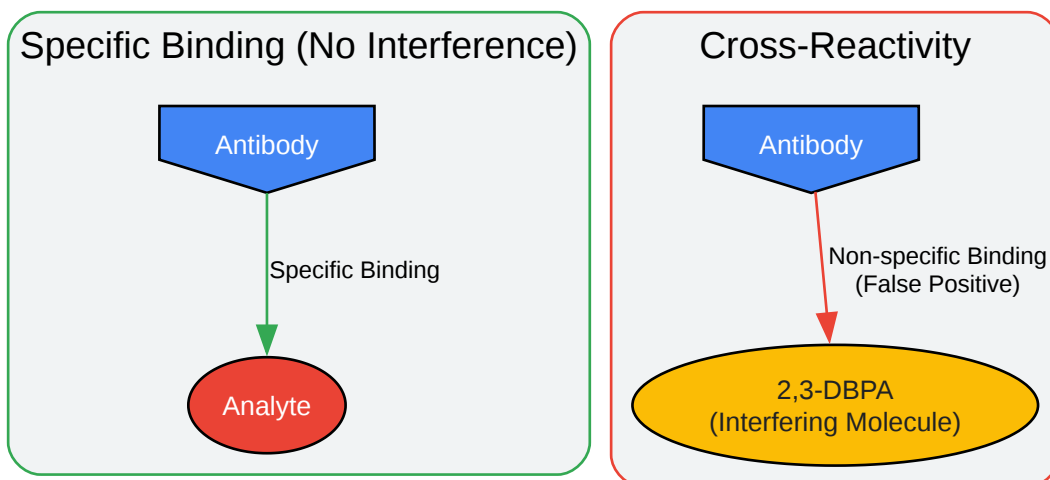 Specific Binding (No Interference)
Antibody
Specific Binding
Analyte
Cross-Reactivity
Antibody
Non-specific Binding
(False Positive)
2,3-DBPA
(Interfering Molecule)